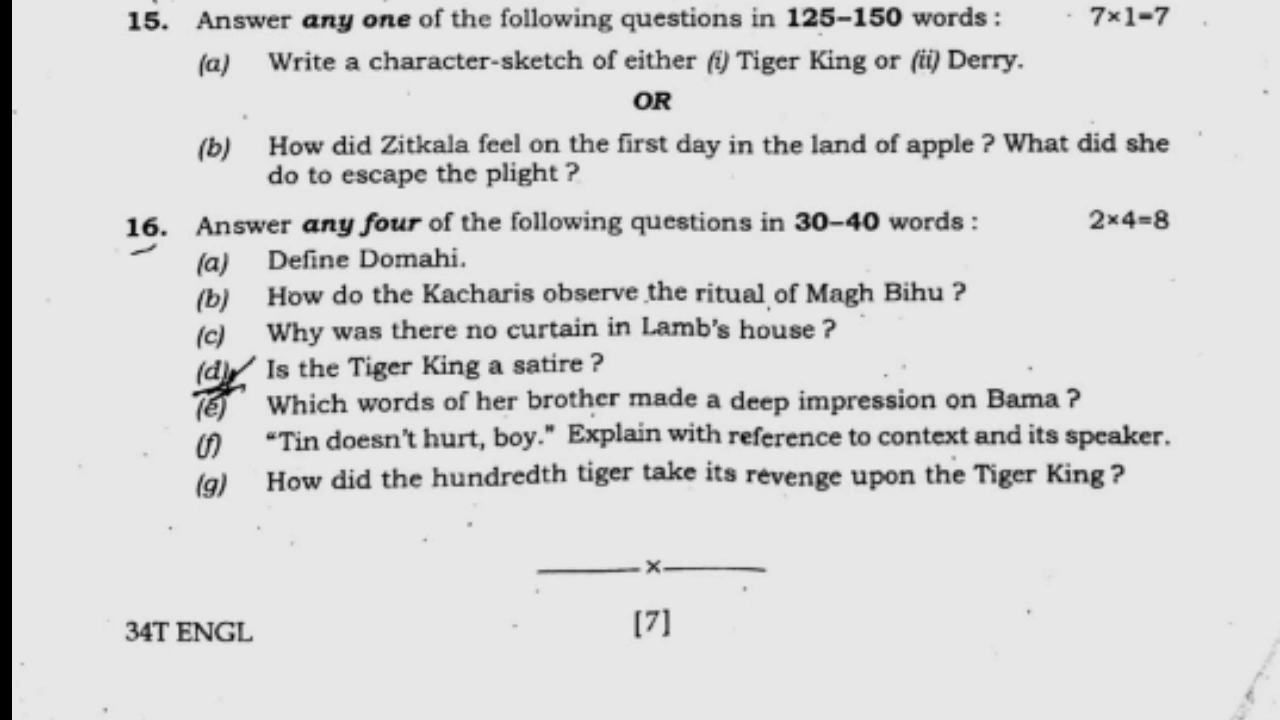 15. Answer any one of the following questions in 125–150 words : 7×1=7
(a) Write a character-sketch of either (i) Tiger King or (ii) Derry.
OR
(b) How did Zitkala feel on the first day in the land of apple ? What did she
do to escape the plight ?
16. Answer any four of the following questions in 30–40 words : 2×4=8
(a) Define Domahi.
(b) How do the Kacharis observe the ritual of Magh Bihu ?
(c) Why was there no curtain in Lamb's house ?
(d) Is the Tiger King a satire ?
(e) Which words of her brother made a deep impression on Bama ?
(f) "Tin doesn't hurt, boy." Explain with reference to context and its speaker.
(g) How did the hundredth tiger take its revenge upon the Tiger King ?
×
34T ENGL [7]